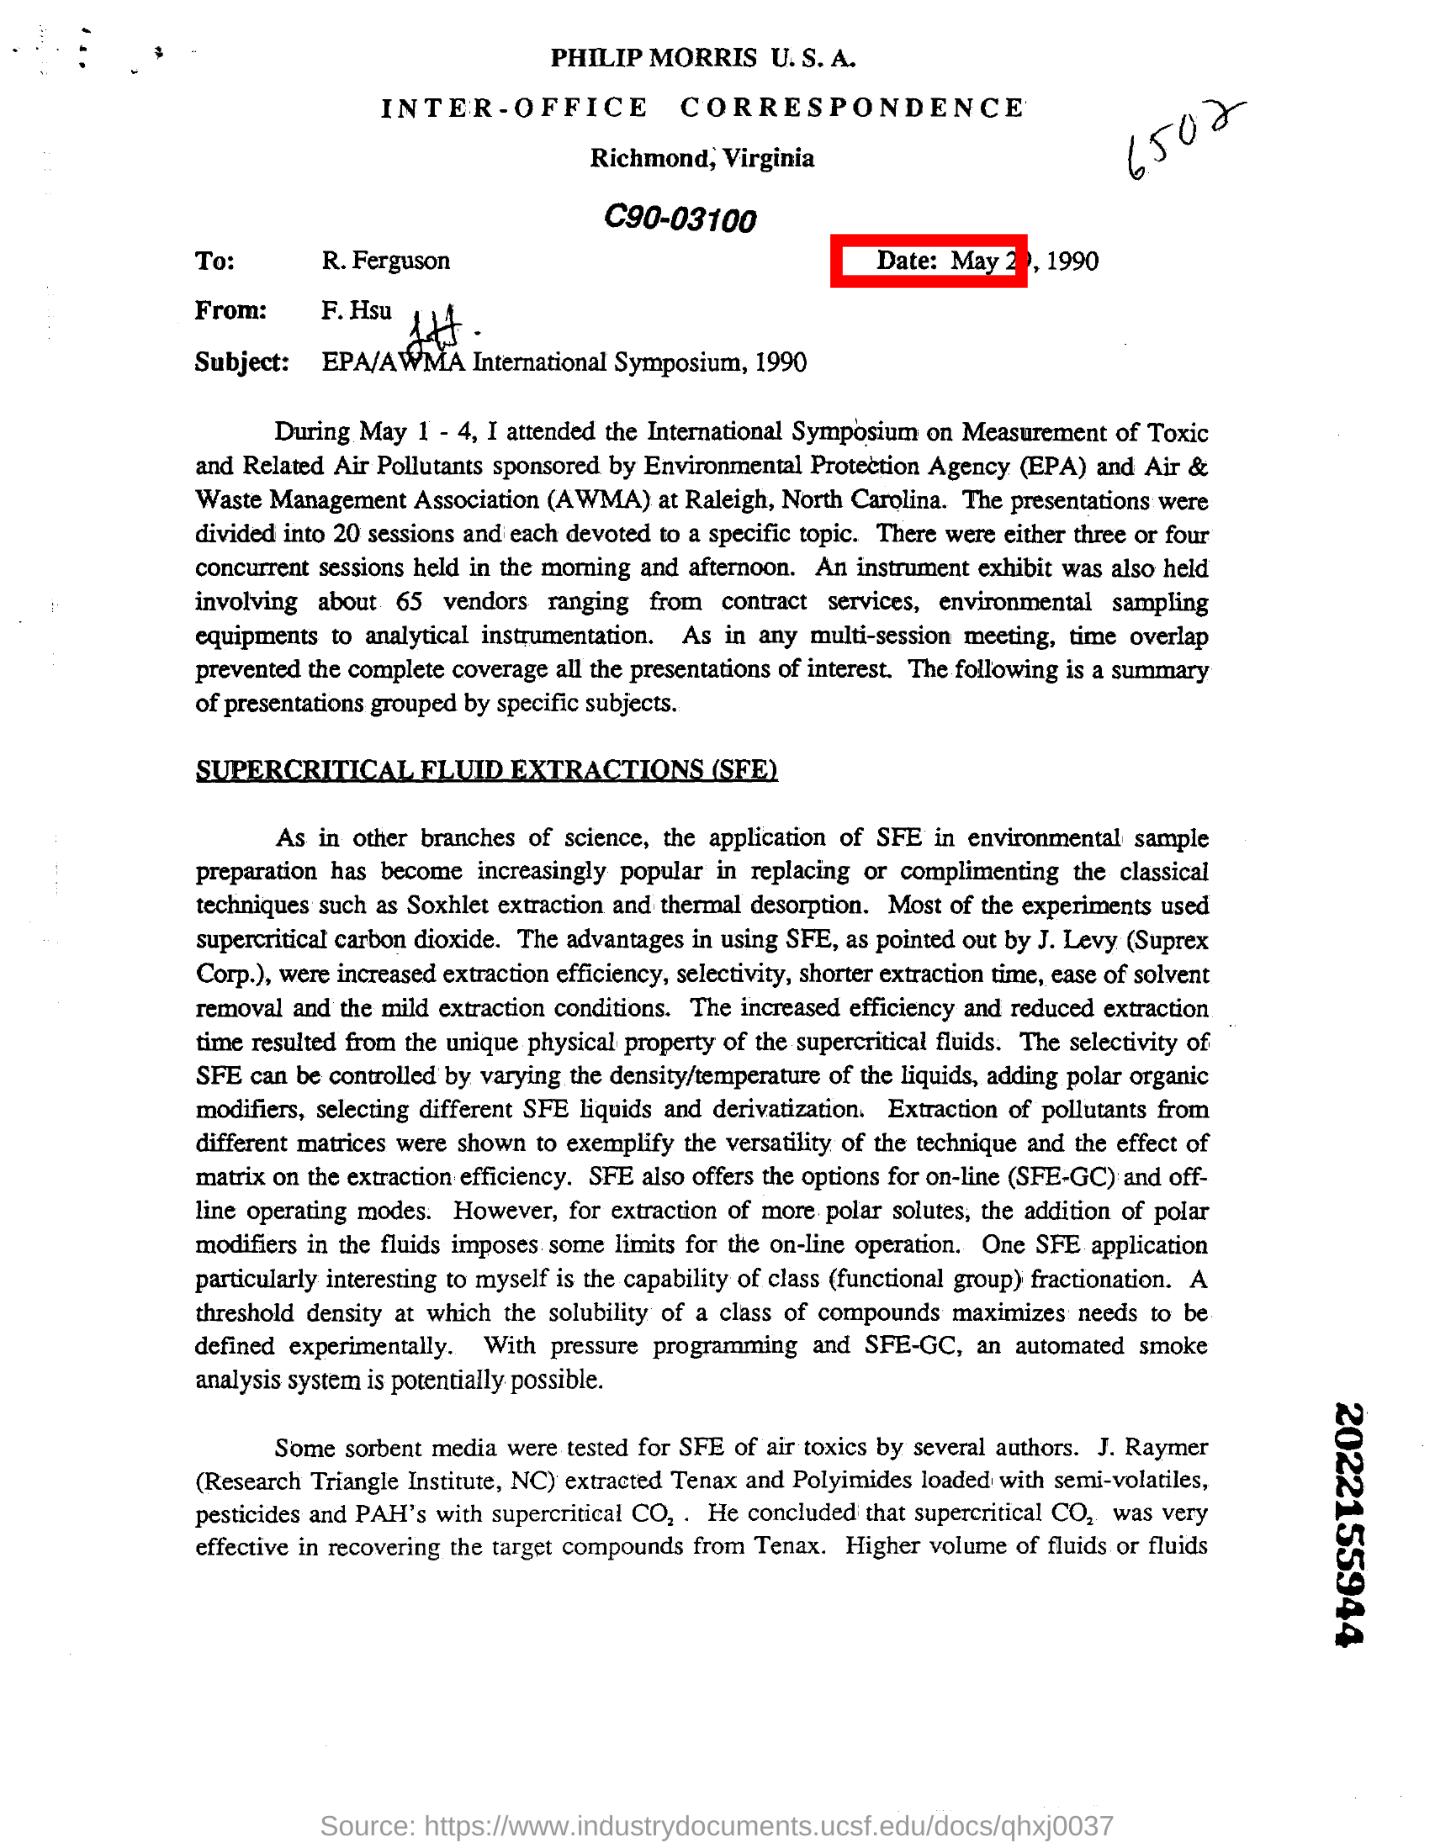 PHILIP MORRIS U. S. A.
INTER-OFFICE CORRESPONDENCE
Richmond, Virginia
6502
C90-03100
To: R. Ferguson
Date: May 29, 1990
From: F. Hsu
Subject: EPA/AWMA International Symposium, 1990
During May 1 - 4, I attended the International Symposium on Measurement of Toxic
and Related Air Pollutants sponsored by Environmental Protection Agency (EPA) and Air &
Waste Management Association (AWMA) at Raleigh, North Carolina. The presentations were
divided into 20 sessions and each devoted to a specific topic. There were either three or four
concurrent sessions held in the morning and afternoon. An instrument exhibit was also held
involving about 65 vendors ranging from contract services, environmental sampling
equipments to analytical instrumentation. As in any multi-session meeting, time overlap
prevented the complete coverage all the presentations of interest. The following is a summary
of presentations grouped by specific subjects.
SUPERCRITICAL FLUID EXTRACTIONS (SFE)
As in other branches of science, the application of SFE in environmental sample
preparation has become increasingly popular in replacing or complimenting the classical
techniques such as Soxhlet extraction and thermal desorption. Most of the experiments used
supercritical carbon dioxide. The advantages in using SFE, as pointed out by J. Levy (Suprex
Corp.), were increased extraction efficiency, selectivity, shorter extraction time, ease of solvent
removal and the mild extraction conditions. The increased efficiency and reduced extraction
time resulted from the unique physical property of the supercritical fluids. The selectivity of
SFE can be controlled by varying the density/temperature of the liquids, adding polar organic
modifiers, selecting different SFE liquids and derivatization. Extraction of pollutants from
different matrices were shown to exemplify the versatility of the technique and the effect of
matrix on the extraction efficiency. SFE also offers the options for on-line (SFE-GC) and off-
line operating modes. However, for extraction of more polar solutes, the addition of polar
modifiers in the fluids imposes some limits for the on-line operation. One SFE application
particularly interesting to myself is the capability of class (functional group) fractionation. A
threshold density at which the solubility of a class of compounds maximizes needs to be
defined experimentally. With pressure programming and SFE-GC, an automated smoke
analysis system is potentially possible.
Some sorbent media were tested for SFE of air toxics by several authors. J. Raymer
(Research Triangle Institute, NC) extracted Tenax and Polyimides loaded with semi-volatiles,
pesticides and PAH's with supercritical CO₂ . He concluded that supercritical CO₂ was very
effective in recovering the target compounds from Tenax. Higher volume of fluids or fluids
2022155944
Source: https://www.industrydocuments.ucsf.edu/docs/qhxj0037